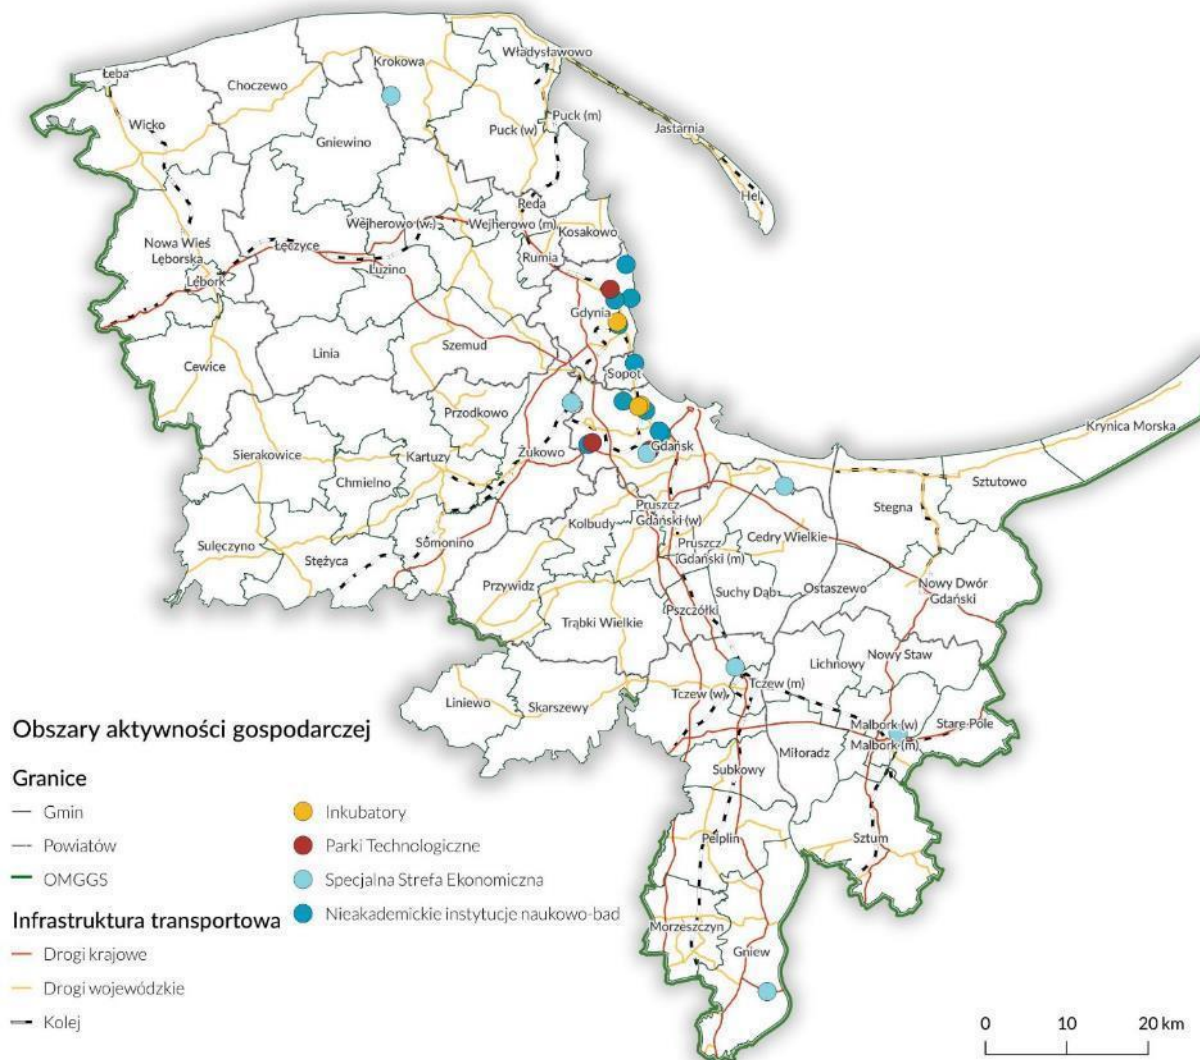 Władysławowo
Krokowa
Łeba
Choczewo
Puck (m)
Wicko
Puck (w)
Jastarnia
Gniewino
Hel
Reda
Wejherowo (w)
Wejherowo (m)
Kosakowo
Nowa Wieś
Lęborska
Łęczyce
Rumia
Luzino
Lębork
Gdynia
Linia
Szemud
Cewice
Sopot
Przodkowo
Krynica Morska
Gdańsk
Sierakowice
Kartuzy
Żukowo
Chmielno
Sztutowo
Stegna
Pruszcz
Gdański (w)
Kolbudy
Cedry Wielkie
Sulęczyno
Somonino
Pruszcz
Gdański (m)
Stężyca
Przywidz
Suchy Dąb
Ostaszewo
Nowy Dwór
Gdański
Pszczółki
Trąbki Wielkie
Nowy Staw
Lichnowy
Tczew (m)
Tczew (w)
Liniewo
Skarszewy
Malbork (w)
Stare Pole
Malbork (m)
Miłoradz
Subkowy
Pelplin
Sztum
Morzeszczyn
Gniew
Obszary aktywności gospodarczej
Granice
Gmin
Powiatów
OMGGS
Infrastruktura transportowa
Drogi krajowe
Drogi wojewódzkie
Kolej
Inkubatory
Parki Technologiczne
Specjalna Strefa Ekonomiczna
Nieakademickie instytucje naukowo-bad
0 10 20 km